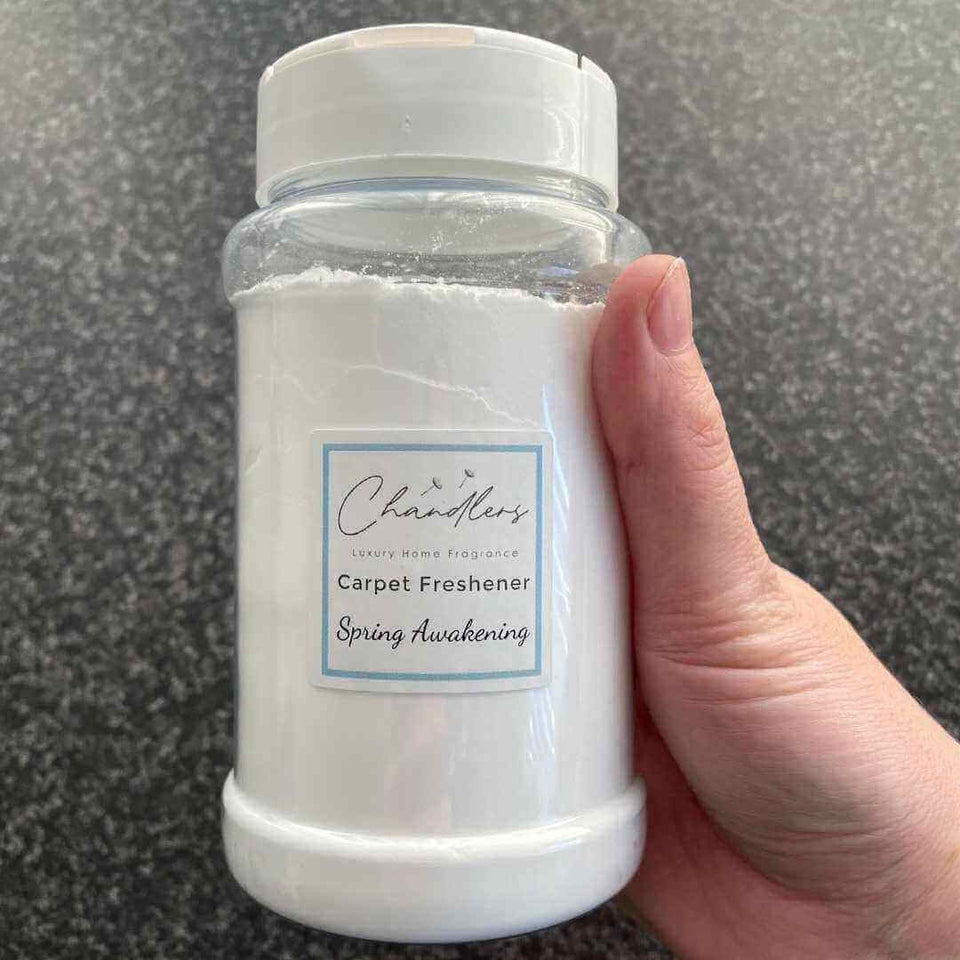 Chandlers
Luxury Home Fragrance
Carpet Freshener
Spring Awakening